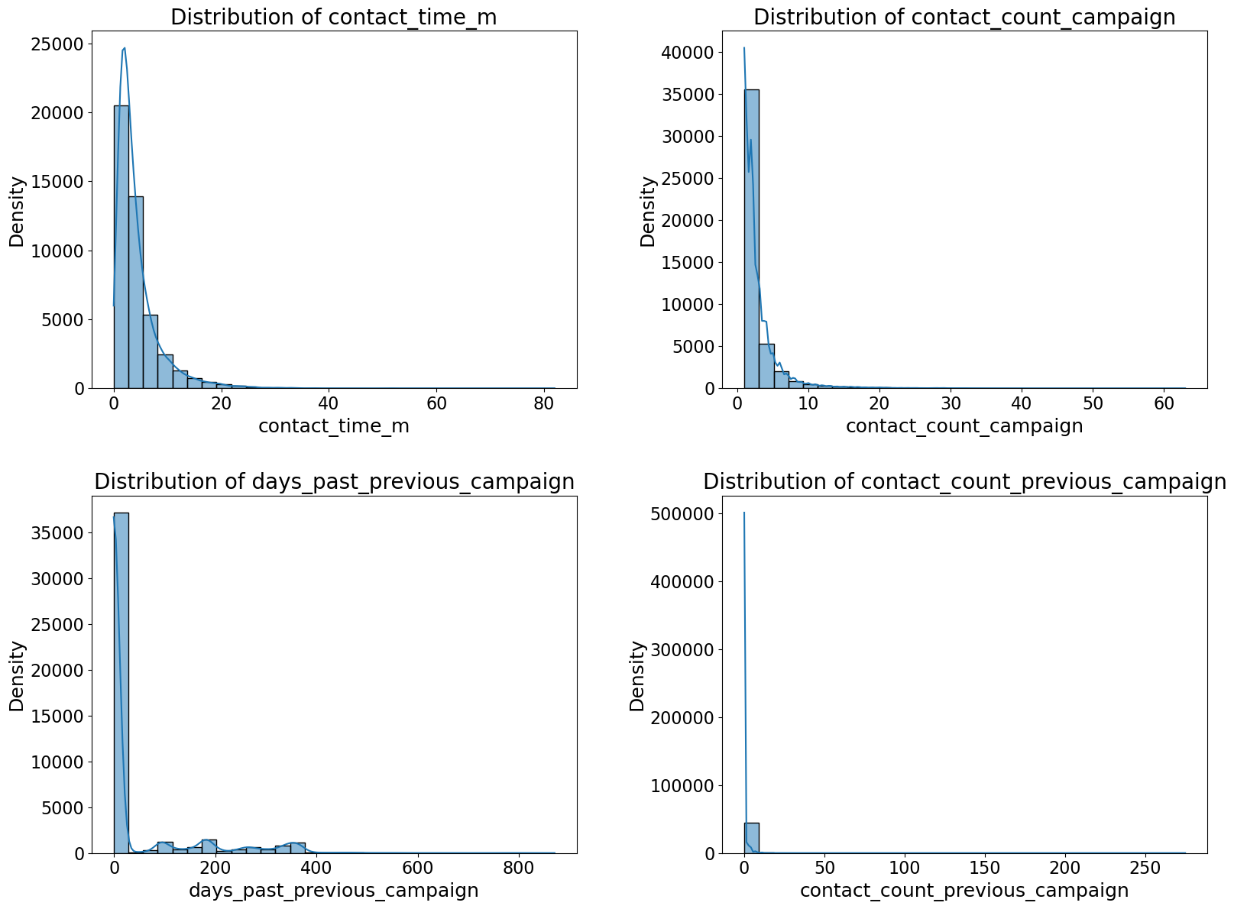 Distribution of contact_time_m
25000
20000
15000
10000
5000
0
Density
0 20 40 60 80
contact_time_m
Distribution of contact_count_campaign
40000
35000
30000
25000
20000
15000
10000
5000
0
Density
0 10 20 30 40 50 60
contact_count_campaign
Distribution of days_past_previous_campaign
35000
30000
25000
20000
15000
10000
5000
0
Density
0 200 400 600 800
days_past_previous_campaign
Distribution of contact_count_previous_campaign
500000
400000
300000
200000
100000
0
Density
0 50 100 150 200 250
contact_count_previous_campaign